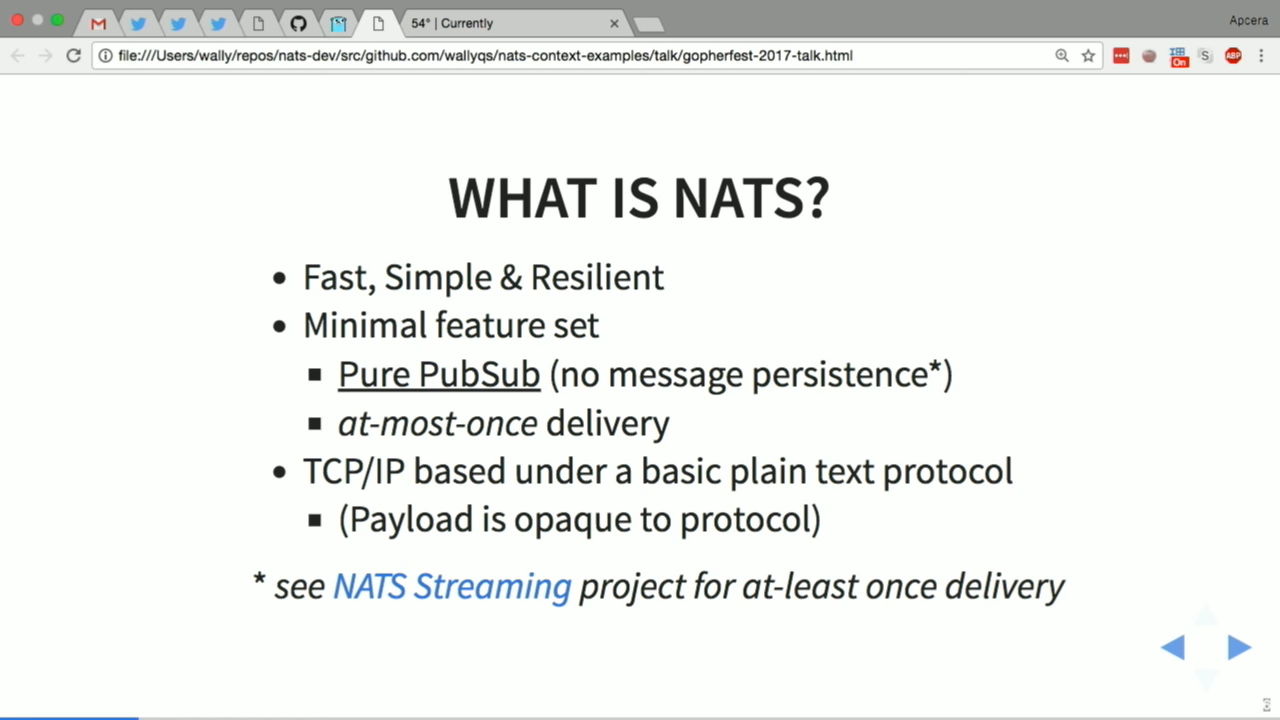 54° | Currently
Apcera
file:///Users/wally/repos/nats-dev/src/github.com/wallyqs/nats-context-examples/talk/gopherfest-2017-talk.html
On
S
ABP
WHAT IS NATS?
• Fast, Simple & Resilient
• Minimal feature set
▪ Pure PubSub (no message persistence*)
▪ at-most-once delivery
• TCP/IP based under a basic plain text protocol
▪ (Payload is opaque to protocol)
* see NATS Streaming project for at-least once delivery